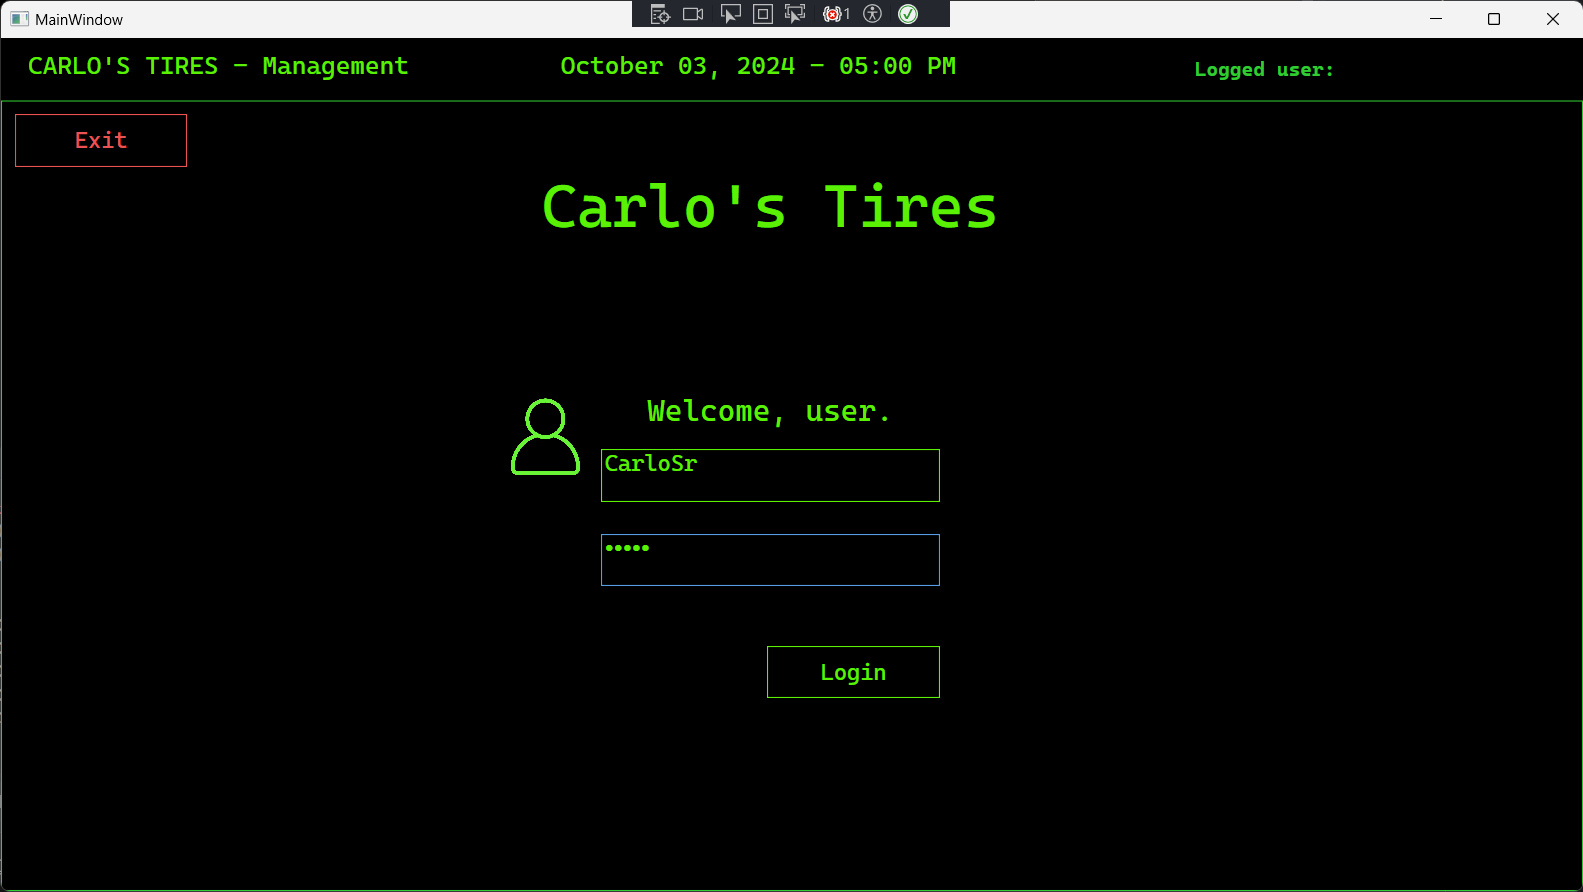 MainWindow
1
CARLO'S TIRES - Management
October 03, 2024 - 05:00 PM
Logged user:
Exit
Carlo's Tires
Welcome, user.
CarloSr
•••••
Login